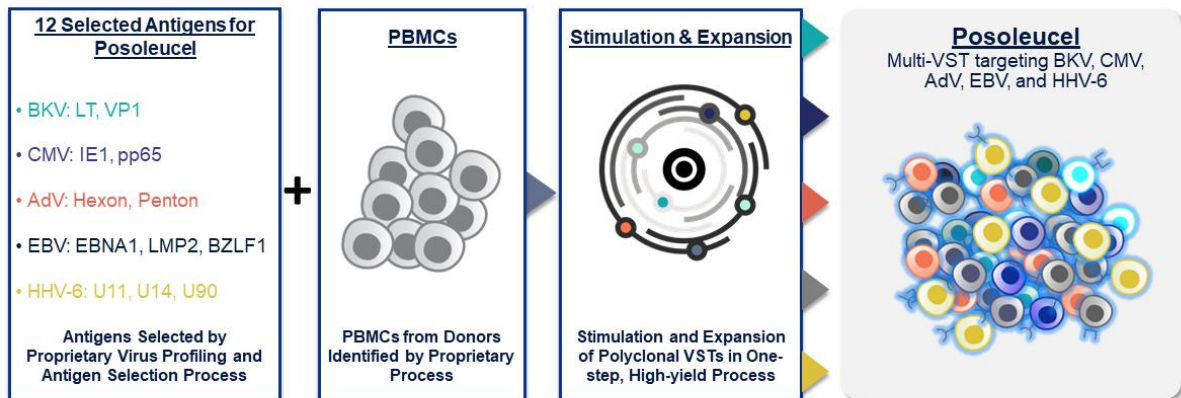 12 Selected Antigens for
Posoleucel
• BKV: LT, VP1
• CMV: IE1, pp65
• AdV: Hexon, Penton
• EBV: EBNA1, LMP2, BZLF1
• HHV-6: U11, U14, U90
Antigens Selected by
Proprietary Virus Profiling and
Antigen Selection Process
+
PBMCs
PBMCs from Donors
Identified by Proprietary
Process
Stimulation & Expansion
Stimulation and Expansion
of Polyclonal VSTs in One-
step, High-yield Process
Posoleucel
Multi-VST targeting BKV, CMV,
AdV, EBV, and HHV-6